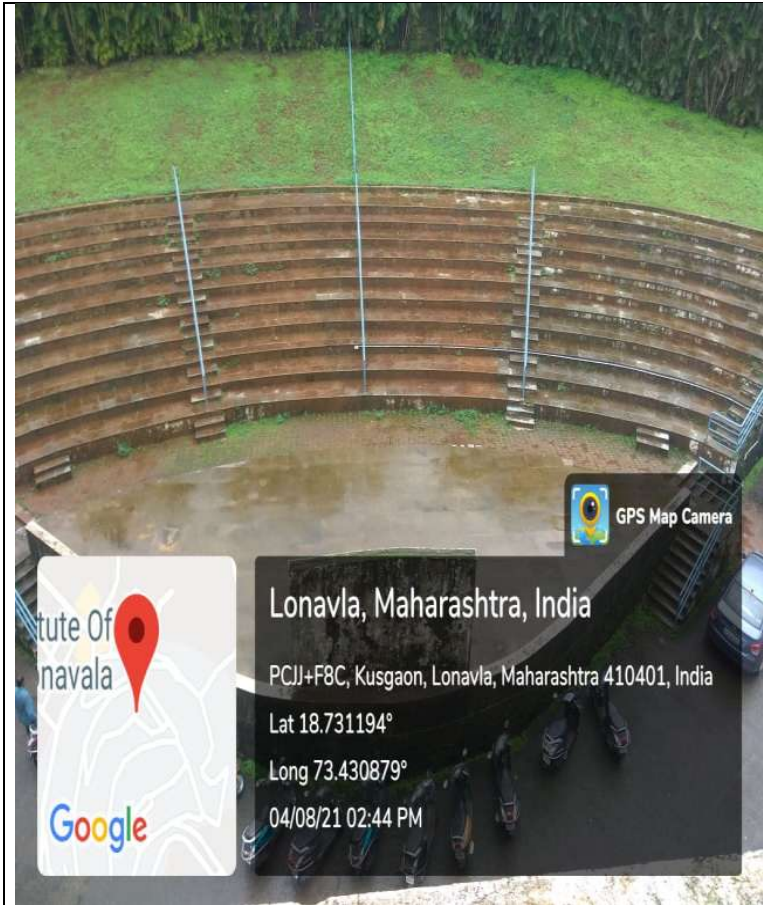 GPS Map Camera
tute Of
navala
Google
Lonavla, Maharashtra, India
PCJJ+F8C, Kusgaon, Lonavla, Maharashtra 410401, India
Lat 18.731194°
Long 73.430879°
04/08/21 02:44 PM